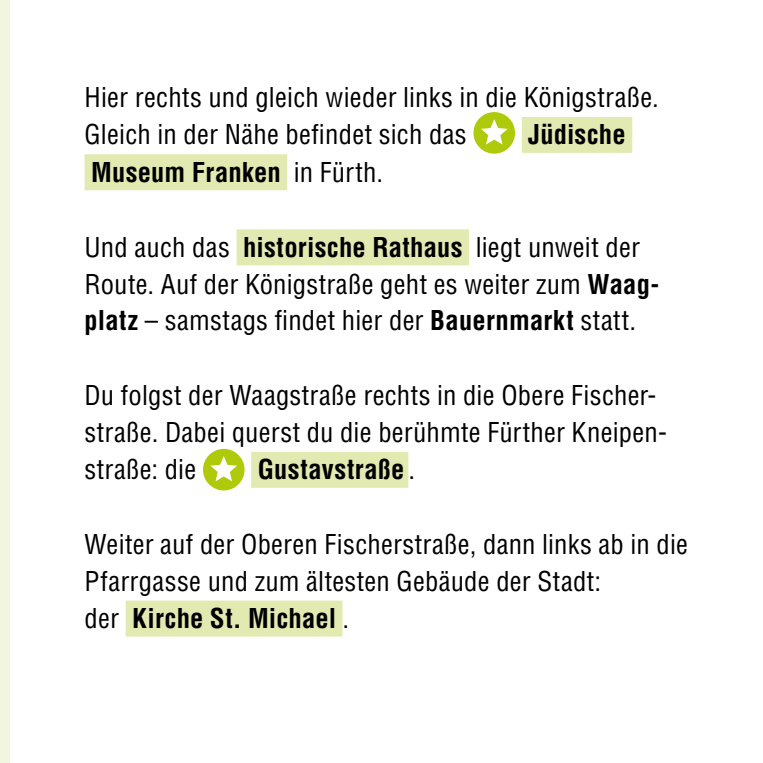 Hier rechts und gleich wieder links in die Königstraße.
Gleich in der Nähe befindet sich das Jüdische
Museum Franken in Fürth.
Und auch das historische Rathaus liegt unweit der
Route. Auf der Königstraße geht es weiter zum Waag-
platz – samstags findet hier der Bauernmarkt statt.
Du folgst der Waagstraße rechts in die Obere Fischer-
straße. Dabei querst du die berühmte Fürther Kneipen-
straße: die Gustavstraße.
Weiter auf der Oberen Fischerstraße, dann links ab in die
Pfarrgasse und zum ältesten Gebäude der Stadt:
der Kirche St. Michael.